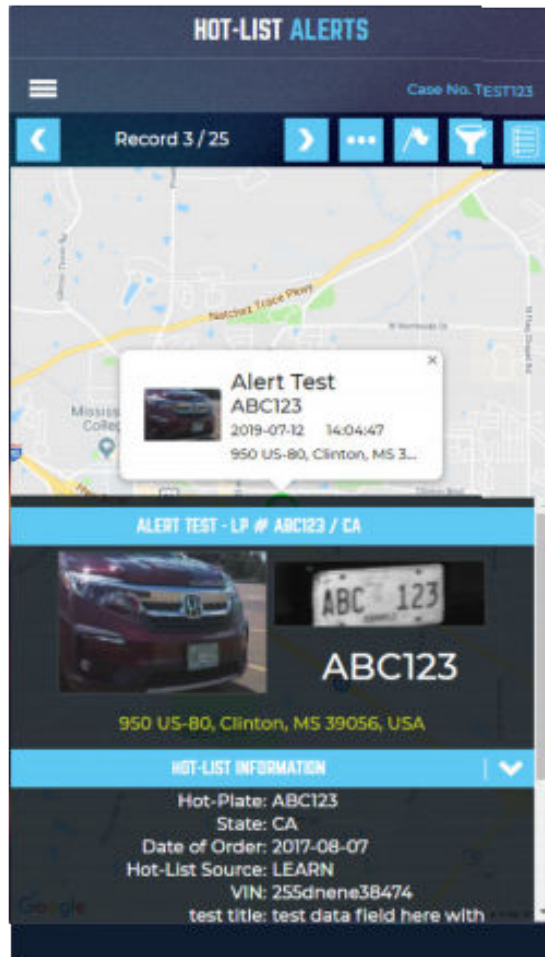 HOT-LIST ALERTS
Case No. TEST123
Record 3 / 25
Natchez Trace Pkwy
Alert Test
ABC123
2019-07-12 14:04:47
950 US-80, Clinton, MS 3...
Mississ
Colleg
ALERT TEST - LP # ABC123 / CA
ABC 123
ABC123
950 US-80, Clinton, MS 39056, USA
HOT-LIST INFORMATION
Hot-Plate: ABC123
State: CA
Date of Order: 2017-08-07
Hot-List Source: LEARN
VIN: 255dnene38474
test title: test data field here with
Google